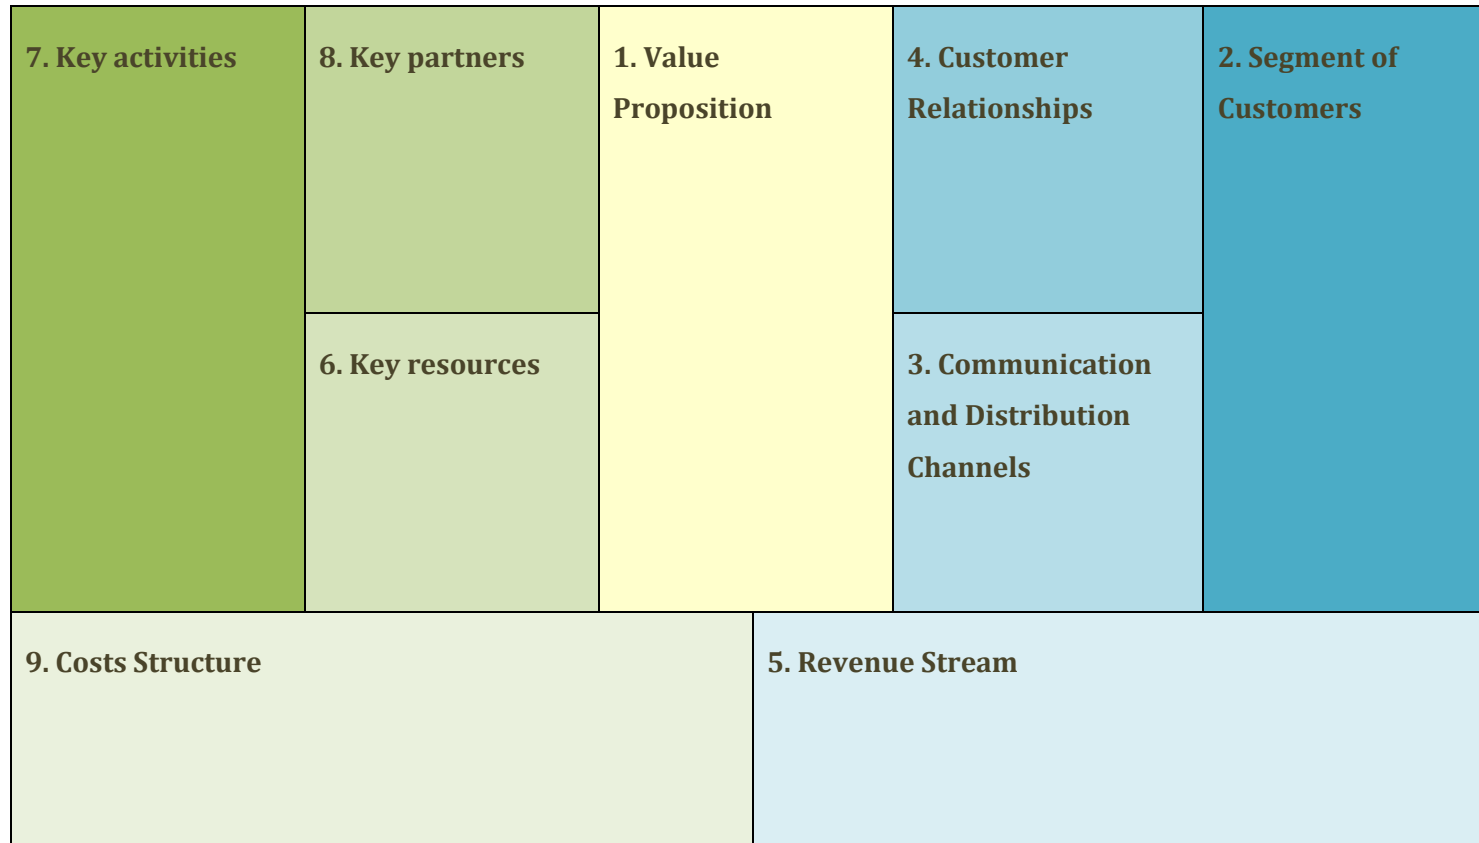 7. Key activities
8. Key partners
1. Value
Proposition
4. Customer
Relationships
2. Segment of
Customers
6. Key resources
3. Communication
and Distribution
Channels
9. Costs Structure
5. Revenue Stream